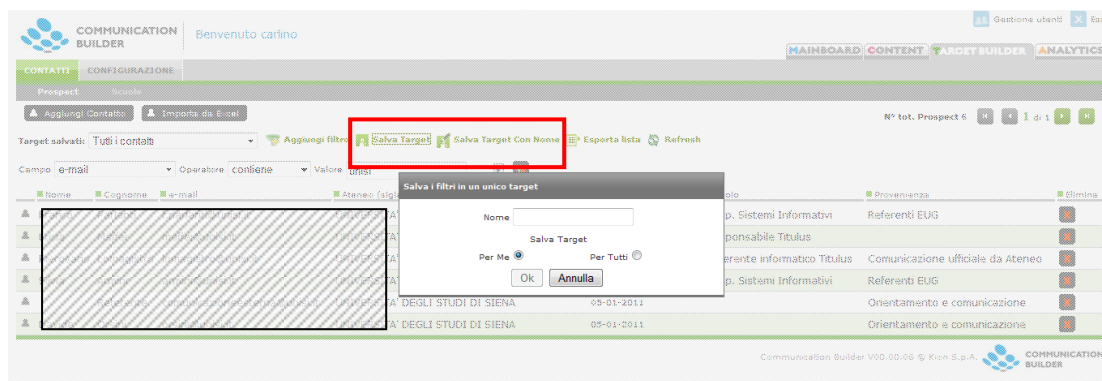 Gestione utenti
COMMUNICATION BUILDER
Benvenuto carlino
MAINBOARD CONTENT TARGET BUILDER ANALYTICS
CONTATTI CONFIGURAZIONE
Prospect Scuole
Aggiungi Contatto Importa da Excel
N° tot. Prospect 6 1 di 1
Target salvati: Tutti i contatti Aggiungi filtro Salva Target Salva Target Con Nome Esporta lista Refresh
Campo e-mail Operatore contiene Valore unisi
Nome Cognome e-mail Ateneo (sigla Provenienza Elimina
Salva i filtri in un unico target
Nome
Salva Target
Per Me Per Tutti
Ok Annulla
p. Sistemi Informativi Referenti EUG
ponsabile Titulus
erente informatico Titulus Comunicazione ufficiale da Ateneo
p. Sistemi Informativi Referenti EUG
DEGLI STUDI DI SIENA 05-01-2011 Orientamento e comunicazione
DEGLI STUDI DI SIENA 05-01-2011 Orientamento e comunicazione
Communication Builder V00.00.06 © Kion S.p.A.
COMMUNICATION BUILDER